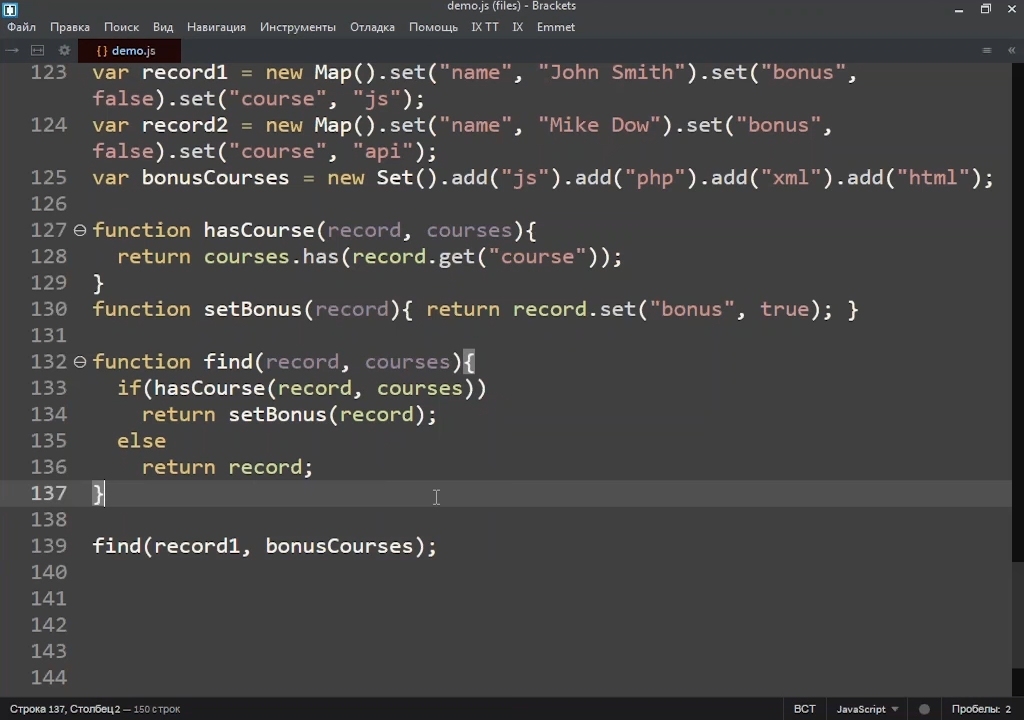 demo.js (files) - Brackets
Файл Правка Поиск Вид Навигация Инструменты Отладка Помощь IX TT IX Emmet
{} demo.js
123 var record1 = new Map().set("name", "John Smith").set("bonus",
false).set("course", "js");
124 var record2 = new Map().set("name", "Mike Dow").set("bonus",
false).set("course", "api");
125 var bonusCourses = new Set().add("js").add("php").add("xml").add("html");
126
127 function hasCourse(record, courses){
128 return courses.has(record.get("course"));
129 }
130 function setBonus(record){ return record.set("bonus", true); }
131
132 function find(record, courses){
133 if(hasCourse(record, courses))
134 return setBonus(record);
135 else
136 return record;
137 }
138
139 find(record1, bonusCourses);
140
141
142
143
144
Строка 137, Столбец 2 — 150 строк ВСТ JavaScript Пробелы: 2